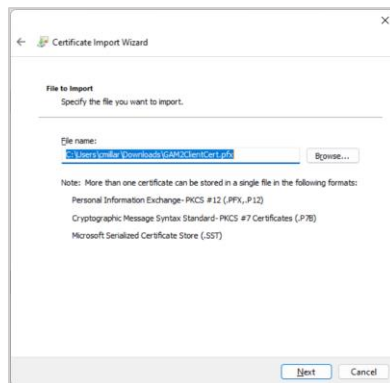 Certificate Import Wizard
File to Import
Specify the file you want to import.
File name:
C:\Users\cmillar\Downloads\GAM2ClientCert.pfx
Browse...
Note: More than one certificate can be stored in a single file in the following formats:
Personal Information Exchange- PKCS #12 (.PFX,.P12)
Cryptographic Message Syntax Standard- PKCS #7 Certificates (.P7B)
Microsoft Serialized Certificate Store (.SST)
Next Cancel